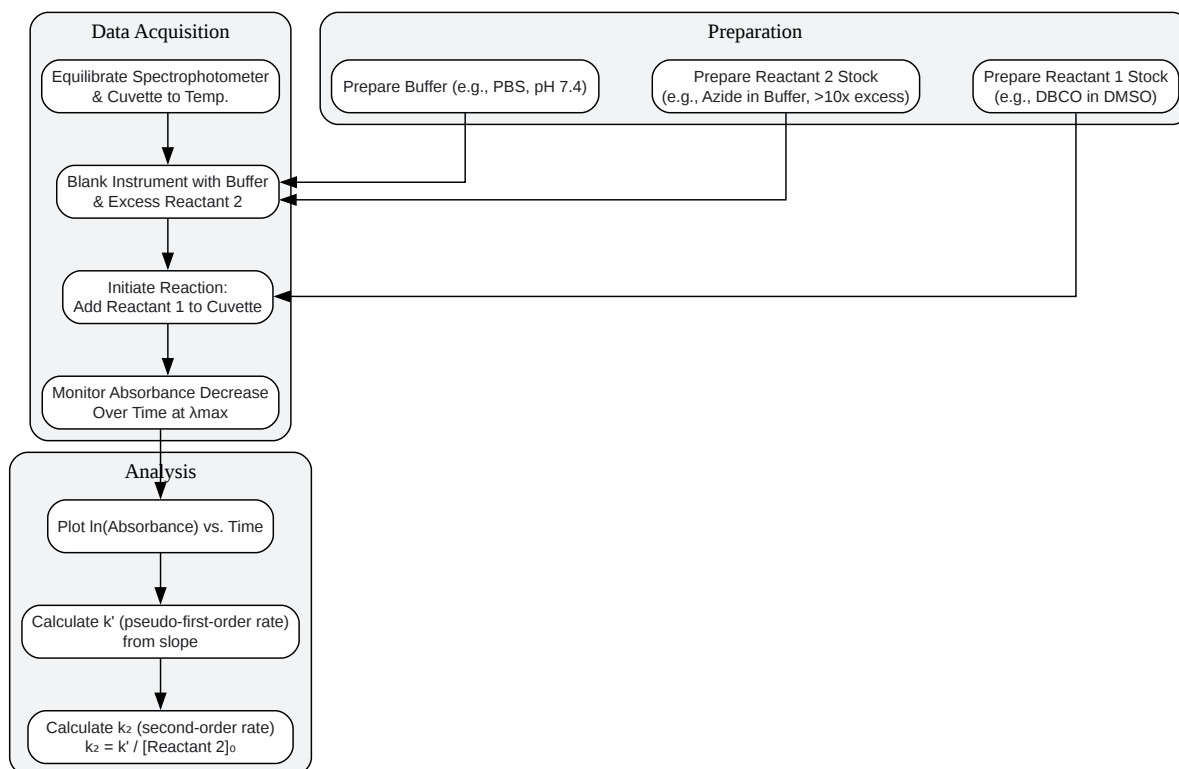 Data Acquisition
Equilibrate Spectrophotometer
& Cuvette to Temp.
Blank Instrument with Buffer
& Excess Reactant 2
Initiate Reaction:
Add Reactant 1 to Cuvette
Monitor Absorbance Decrease
Over Time at λmax
Preparation
Prepare Buffer (e.g., PBS, pH 7.4)
Prepare Reactant 2 Stock
(e.g., Azide in Buffer, >10x excess)
Prepare Reactant 1 Stock
(e.g., DBCO in DMSO)
Analysis
Plot ln(Absorbance) vs. Time
Calculate k' (pseudo-first-order rate)
from slope
Calculate k₂ (second-order rate)
k₂ = k' / [Reactant 2]₀